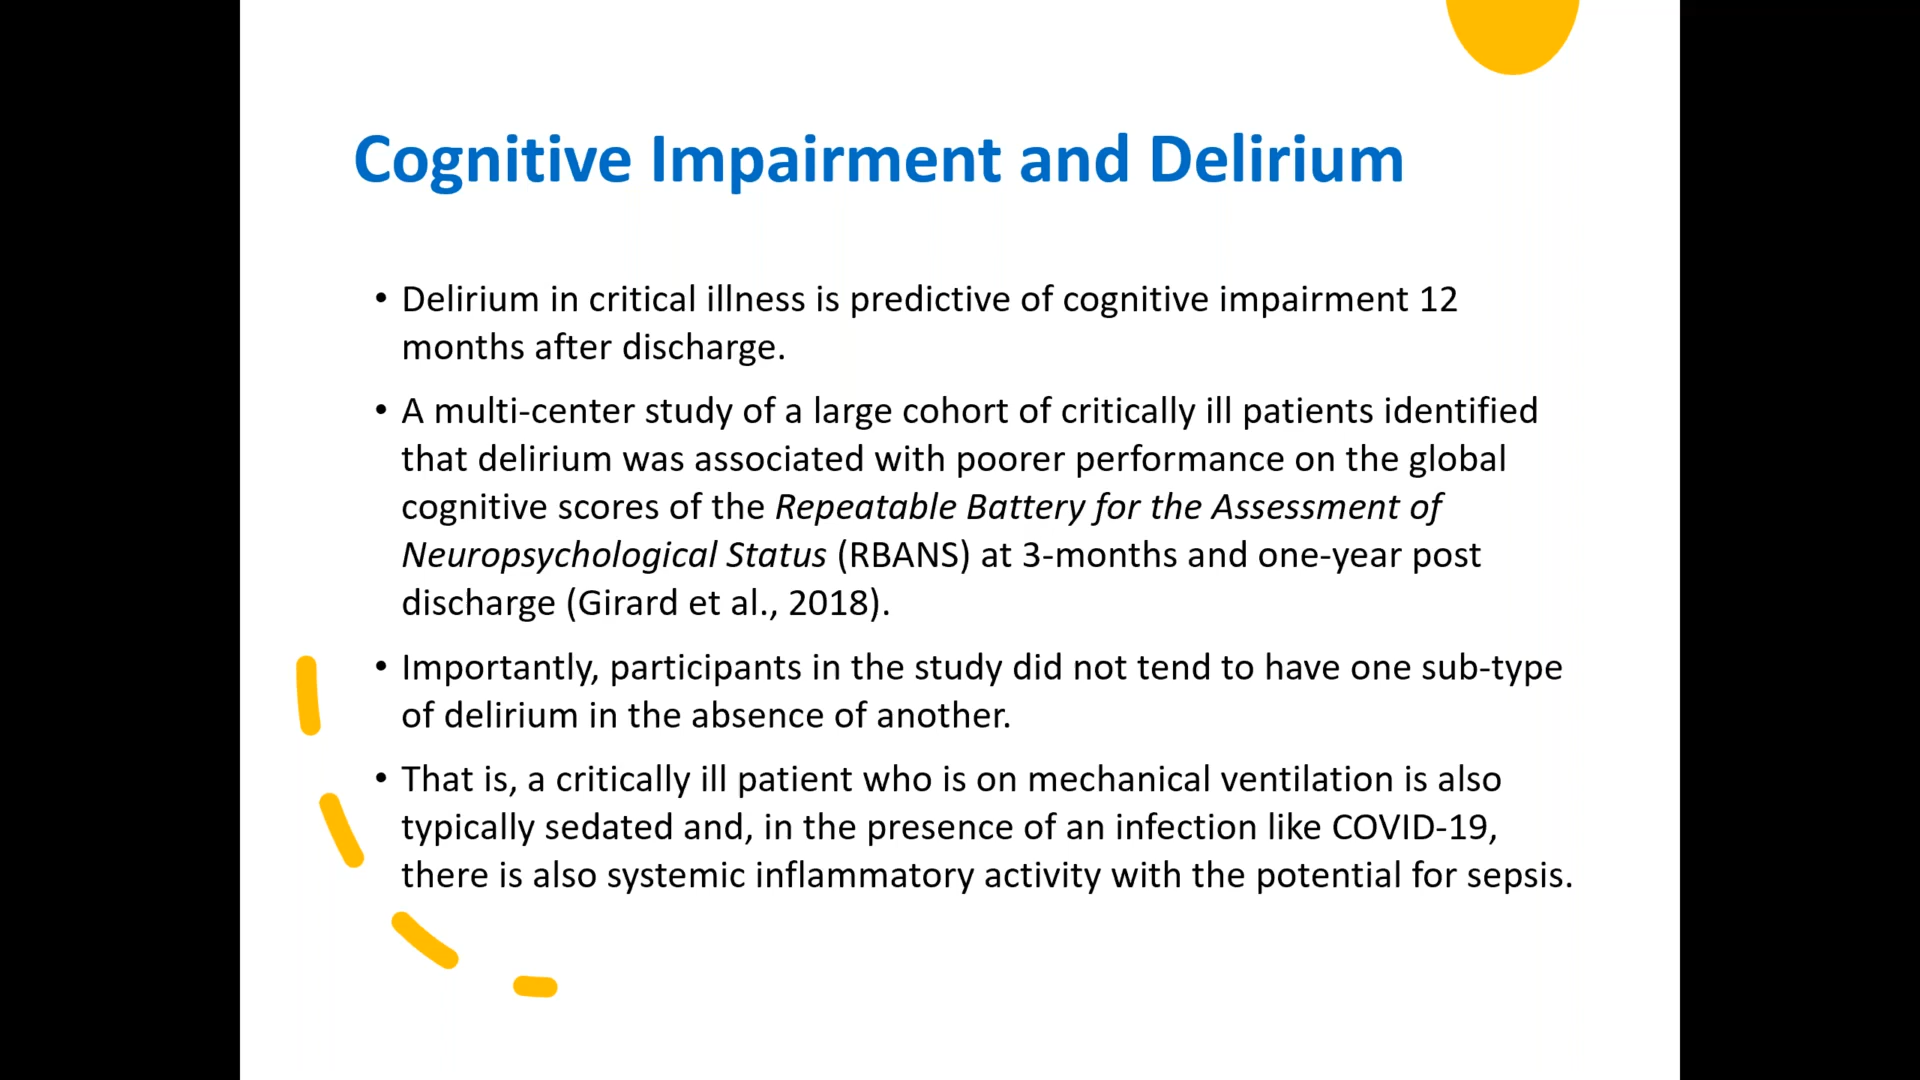 Cognitive Impairment and Delirium
• Delirium in critical illness is predictive of cognitive impairment 12
months after discharge.
• A multi-center study of a large cohort of critically ill patients identified
that delirium was associated with poorer performance on the global
cognitive scores of the Repeatable Battery for the Assessment of
Neuropsychological Status (RBANS) at 3-months and one-year post
discharge (Girard et al., 2018).
• Importantly, participants in the study did not tend to have one sub-type
of delirium in the absence of another.
• That is, a critically ill patient who is on mechanical ventilation is also
typically sedated and, in the presence of an infection like COVID-19,
there is also systemic inflammatory activity with the potential for sepsis.